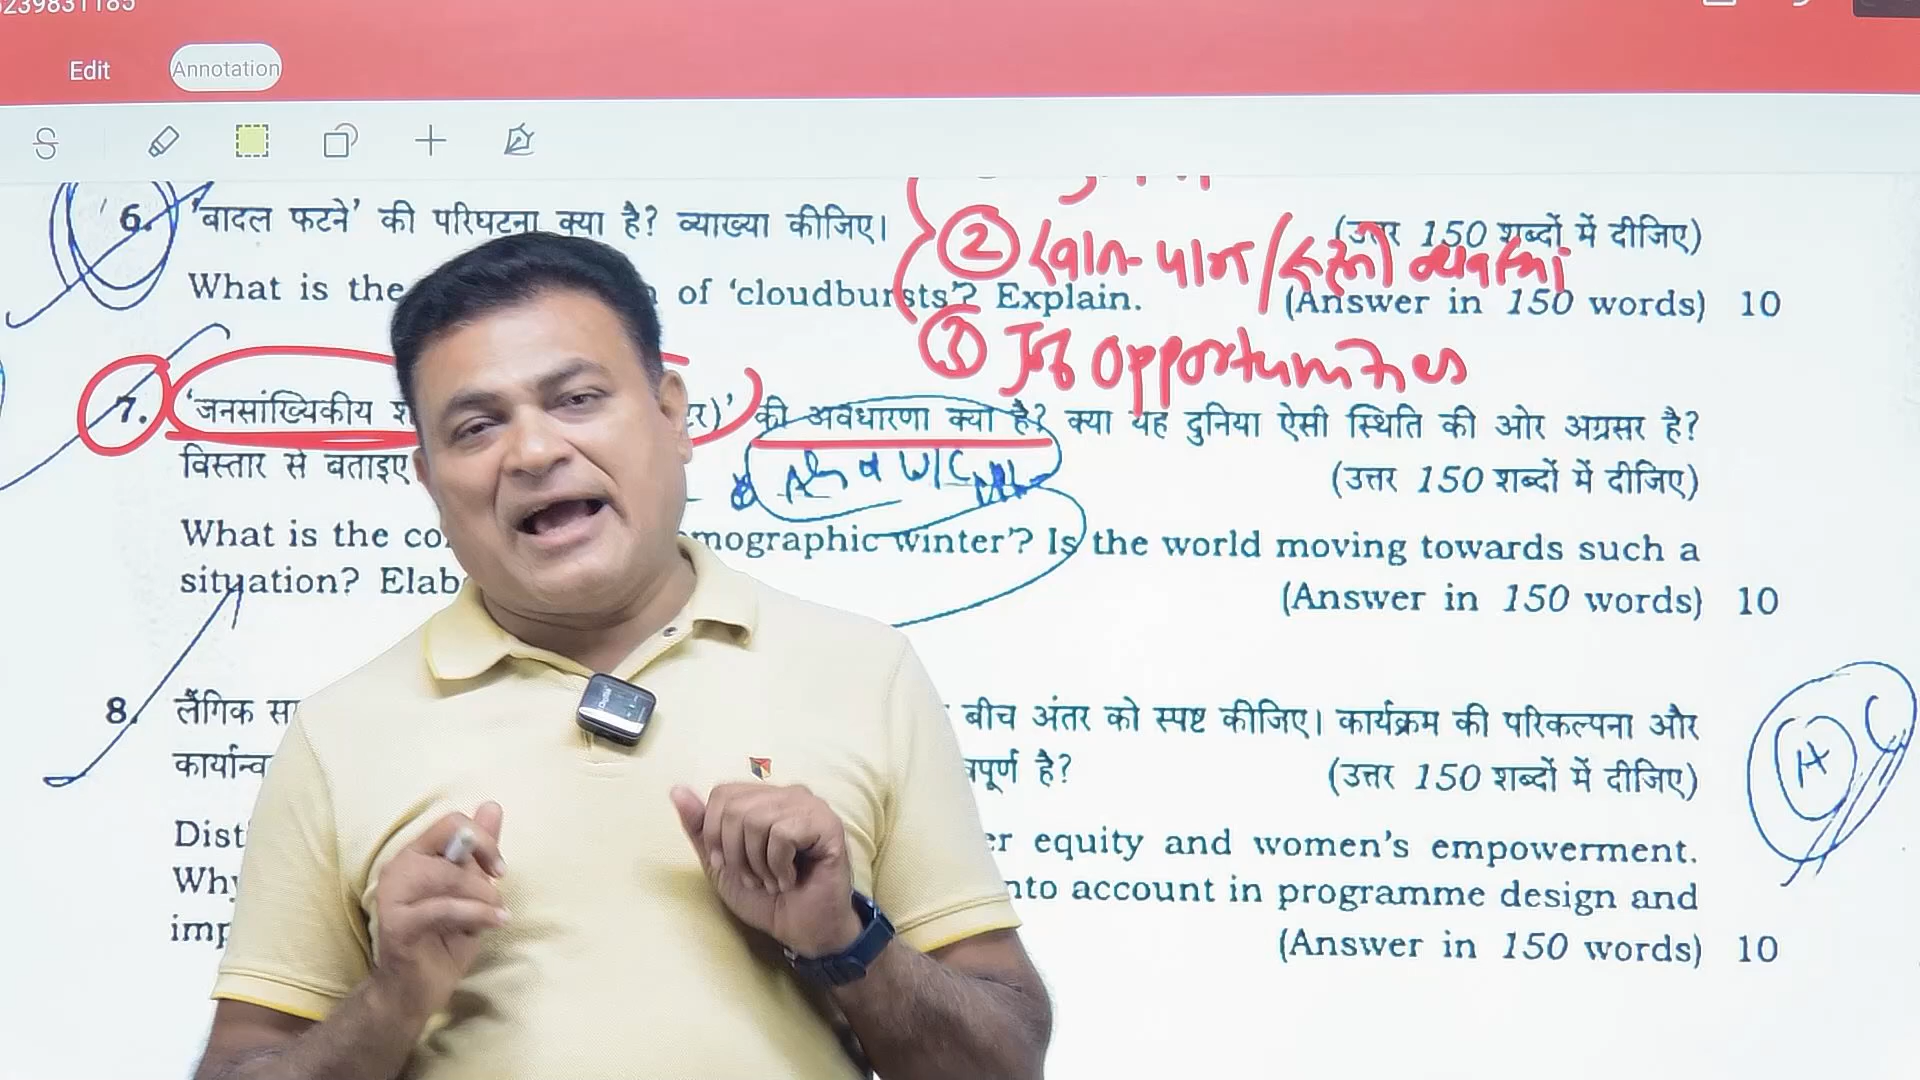 239831185
Edit Annotation
6. 'बादल फटने' की परिघटना क्या है? व्याख्या कीजिए। (उत्तर 150 शब्दों में दीजिए)
② खान-पान
What is the of 'cloudbursts'? Explain. (Answer in 150 words) 10
③ Job Opportunities
7. 'जनसांख्यिकीय श र)' की अवधारणा क्या है? क्या यह दुनिया ऐसी स्थिति की ओर अग्रसर है?
विस्तार से बताइए (उत्तर 150 शब्दों में दीजिए)
What is the co mographic winter'? Is the world moving towards such a
situation? Elab (Answer in 150 words) 10
8. लैंगिक स बीच अंतर को स्पष्ट कीजिए। कार्यक्रम की परिकल्पना और
कार्यान्व पूर्ण है? (उत्तर 150 शब्दों में दीजिए)
Dist er equity and women's empowerment.
Why nto account in programme design and
imp (Answer in 150 words) 10